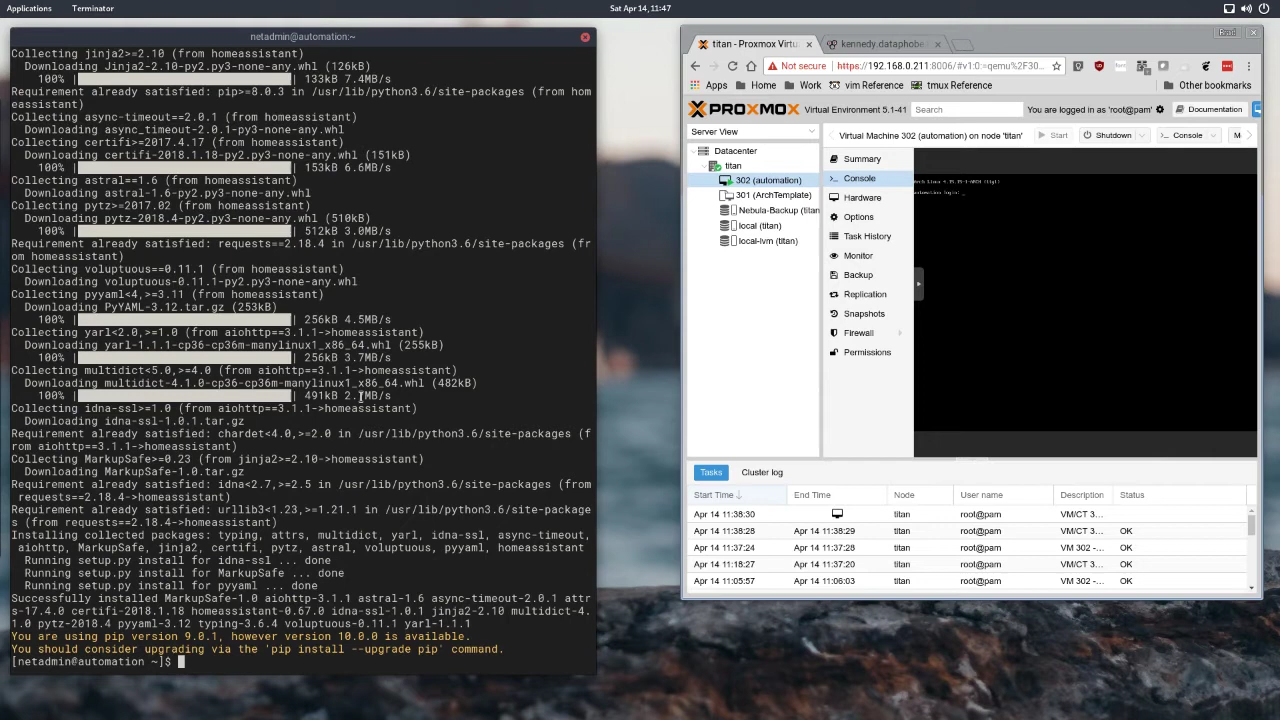 Applications
Terminator
Sat Apr 14, 11:47
netadmin@automation:~
Collecting jinja2>=2.10 (from homeassistant)
Downloading Jinja2-2.10-py2.py3-none-any.whl (126kB)
100% || 133kB 7.4MB/s
Requirement already satisfied: pip>=8.0.3 in /usr/lib/python3.6/site-packages (from hom
eassistant)
Collecting async-timeout==2.0.1 (from homeassistant)
Downloading async_timeout-2.0.1-py3-none-any.whl
Collecting certifi>=2017.4.17 (from homeassistant)
Downloading certifi-2018.1.18-py2.py3-none-any.whl (151kB)
100% || 153kB 6.6MB/s
Collecting astral==1.6 (from homeassistant)
Downloading astral-1.6-py2.py3-none-any.whl
Collecting pytz>=2017.02 (from homeassistant)
Downloading pytz-2018.4-py2.py3-none-any.whl (510kB)
100% || 512kB 3.0MB/s
Requirement already satisfied: requests==2.18.4 in /usr/lib/python3.6/site-packages (fr
om homeassistant)
Collecting voluptuous==0.11.1 (from homeassistant)
Downloading voluptuous-0.11.1-py2.py3-none-any.whl
Collecting pyyaml<4,>=3.11 (from homeassistant)
Downloading PyYAML-3.12.tar.gz (253kB)
100% || 256kB 4.5MB/s
Collecting yarl<2.0,>=1.0 (from aiohttp==3.1.1->homeassistant)
Downloading yarl-1.1.1-cp36-cp36m-manylinux1_x86_64.whl (255kB)
100% || 256kB 3.7MB/s
Collecting multidict<5.0,>=4.0 (from aiohttp==3.1.1->homeassistant)
Downloading multidict-4.1.0-cp36-cp36m-manylinux1_x86_64.whl (482kB)
100% || 491kB
Collecting idna-ssl>=1.0 (from aiohttp==3.1.1->homeassistant)
Downloading idna-ssl-1.0.1.tar.gz
Requirement already satisfied: chardet<4.0,>=2.0 in /usr/lib/python3.6/site-packages (f
rom aiohttp==3.1.1->homeassistant)
Collecting MarkupSafe>=0.23 (from jinja2>=2.10->homeassistant)
Downloading MarkupSafe-1.0.tar.gz
Requirement already satisfied: idna<2.7,>=2.5 in /usr/lib/python3.6/site-packages (from
requests==2.18.4->homeassistant)
Requirement already satisfied: urllib3<1.23,>=1.21.1 in /usr/lib/python3.6/site-package
s (from requests==2.18.4->homeassistant)
Installing collected packages: typing, attrs, multidict, yarl, idna-ssl, async-timeout,
aiohttp, MarkupSafe, jinja2, certifi, pytz, astral, voluptuous, pyyaml, homeassistant
Running setup.py install for idna-ssl ... done
Running setup.py install for MarkupSafe ... done
Running setup.py install for pyyaml ... done
Successfully installed MarkupSafe-1.0 aiohttp-3.1.1 astral-1.6 async-timeout-2.0.1 attr
s-17.4.0 certifi-2018.1.18 homeassistant-0.67.0 idna-ssl-1.0.1 jinja2-2.10 multidict-4.
1.0 pytz-2018.4 pyyaml-3.12 typing-3.6.4 voluptuous-0.11.1 yarl-1.1.1
You are using pip version 9.0.1, however version 10.0.0 is available.
You should consider upgrading via the 'pip install --upgrade pip' command.
[netadmin@automation ~]$
Brad
titan - Proxmox Virtu
kennedy.dataphobe
Not secure
https://192.168.0.211:8006/#v1:0:=qemu%2F30
Apps
Home
Work
vim Reference
tmux Reference
Other bookmarks
PROXMOX
Virtual Environment 5.1-41
Search
You are logged in as 'root@pam'
Documentation
Server View
Virtual Machine 302 (automation) on node 'titan'
Start
Shutdown
Console
M
Datacenter
titan
302 (automation)
301 (ArchTemplate)
Nebula-Backup (titan
local (titan)
local-lvm (titan)
Summary
Console
Hardware
Options
Task History
Monitor
Backup
Replication
Snapshots
Firewall
Permissions
automation login: _
Tasks
Cluster log
Start Time
End Time
Node
User name
Description
Status
Apr 14 11:38:30
titan
root@pam
VM/CT 3...
Apr 14 11:38:28
Apr 14 11:38:29
titan
root@pam
VM/CT 3...
OK
Apr 14 11:37:24
Apr 14 11:37:28
titan
root@pam
VM 302 -...
OK
Apr 14 11:18:27
Apr 14 11:37:20
titan
root@pam
VM/CT 3...
OK
Apr 14 11:05:57
Apr 14 11:06:03
titan
root@pam
VM 302 -...
OK